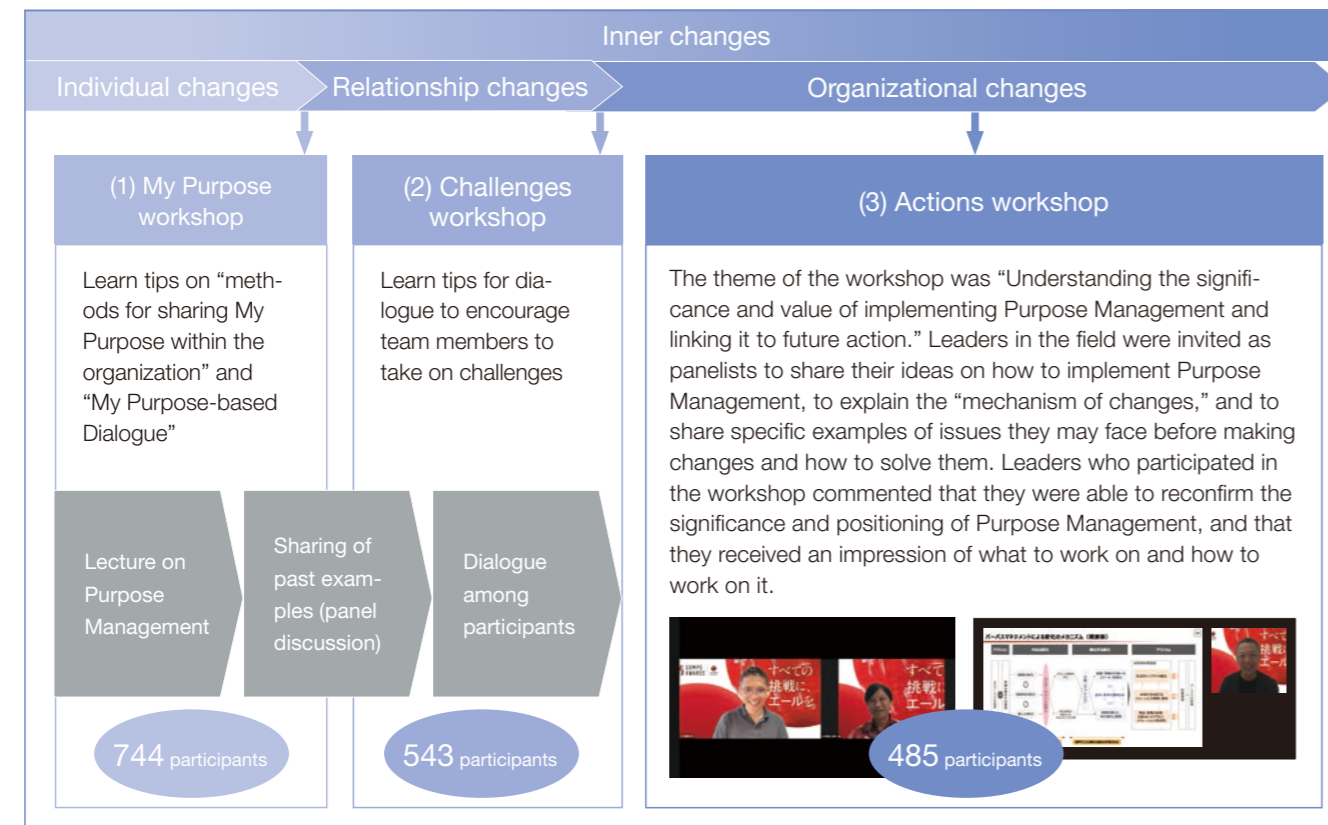 Inner changes
Individual changes
Relationship changes
Organizational changes
(1) My Purpose
workshop
Learn tips on “meth-
ods for sharing My
Purpose within the
organization” and
“My Purpose-based
Dialogue”
(2) Challenges
workshop
Learn tips for dia-
logue to encourage
team members to
take on challenges
Lecture on
Purpose
Management
Sharing of
past exam-
ples (panel
discussion)
Dialogue
among
participants
744 participants
543 participants
(3) Actions workshop
The theme of the workshop was “Understanding the signifi-
cance and value of implementing Purpose Management and
linking it to future action.” Leaders in the field were invited as
panelists to share their ideas on how to implement Purpose
Management, to explain the “mechanism of changes,” and to
share specific examples of issues they may face before making
changes and how to solve them. Leaders who participated in
the workshop commented that they were able to reconfirm the
significance and positioning of Purpose Management, and that
they received an impression of what to work on and how to
work on it.
すべての
挑戦に、
エールを。
485 participants